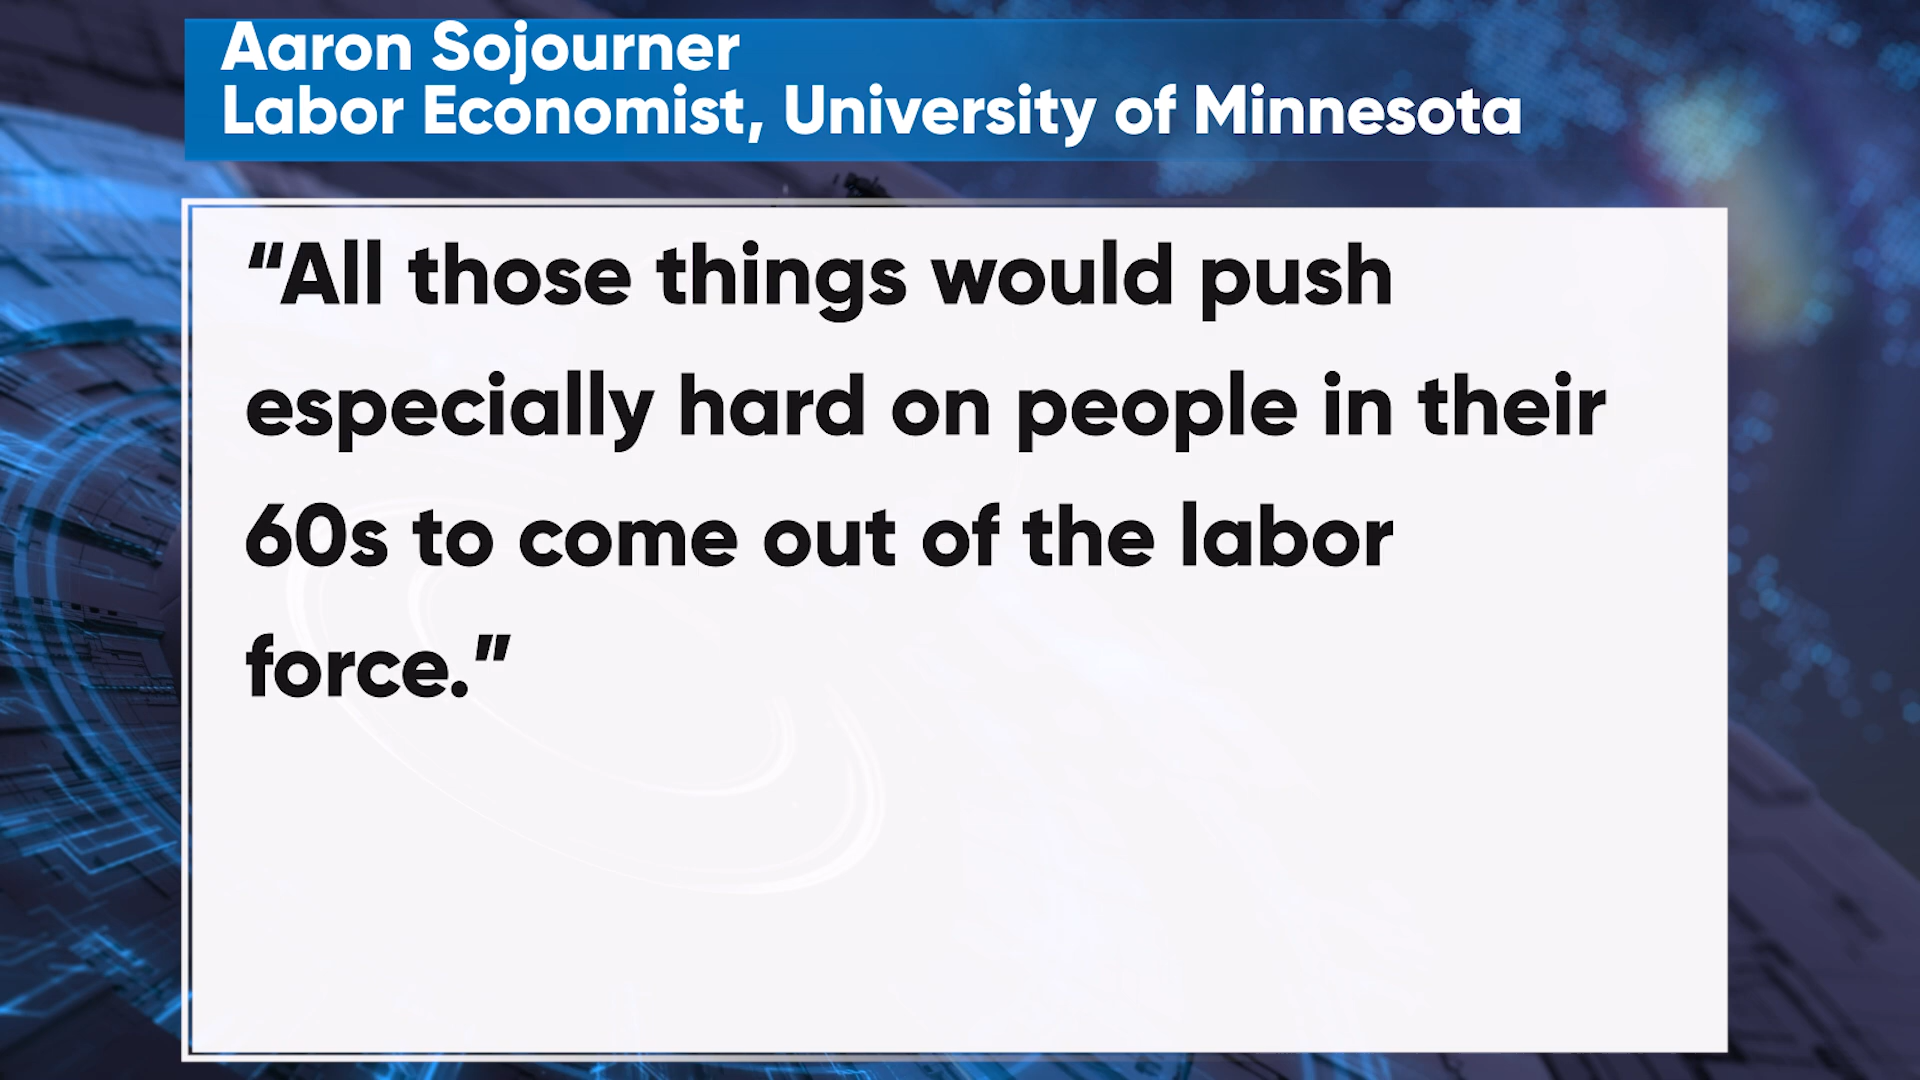 Aaron Sojourner
Labor Economist, University of Minnesota
“All those things would push
especially hard on people in their
60s to come out of the labor
force.”